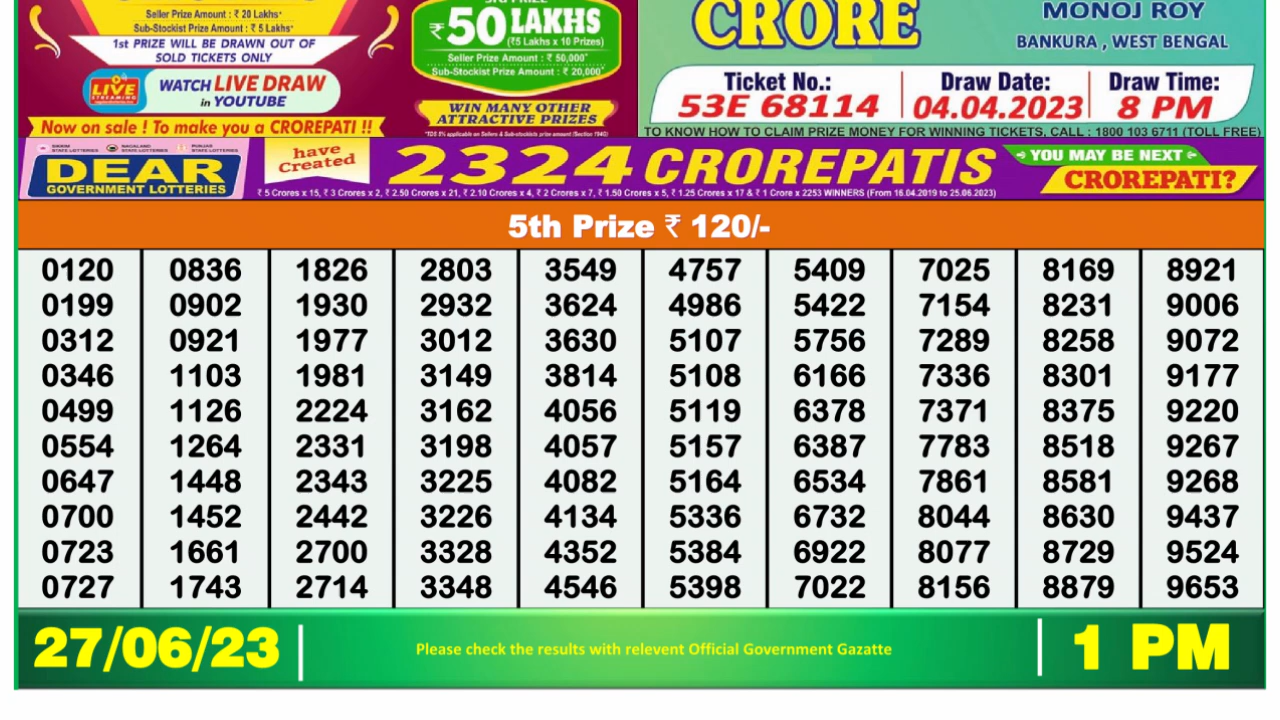 Seller Prize Amount : ₹ 20 Lakhs*
Sub-Stockist Prize Amount : ₹ 5 Lakhs*
1st PRIZE WILL BE DRAWN OUT OF
SOLD TICKETS ONLY
LIVE
STREAMING
WATCH LIVE DRAW
in YOUTUBE
Now on sale ! To make you a CROREPATI !!
₹50 LAKHS
(₹5 Lakhs x 10 Prizes)
Seller Prize Amount : ₹ 50,000*
Sub-Stockist Prize Amount : ₹ 20,000*
WIN MANY OTHER
ATTRACTIVE PRIZES
CRORE
MONOJ ROY
BANKURA , WEST BENGAL
Ticket No.: Draw Date: Draw Time:
53E 68114 04.04.2023 8 PM
TO KNOW HOW TO CLAIM PRIZE MONEY FOR WINNING TICKETS, CALL : 1800 103 6711 (TOLL FREE)
DEAR
GOVERNMENT LOTTERIES
have
Created
2324 CROREPATIS
₹ 5 Crores x 15, ₹ 3 Crores x 2, ₹ 2.50 Crores x 21, ₹ 2.10 Crores x 4, ₹ 2 Crores x 7, ₹ 1.50 Crores x 5, ₹ 1.25 Crores x 17 & ₹ 1 Crore x 2253 WINNERS (From 16.04.2019 to 25.06.2023)
YOU MAY BE NEXT
CROREPATI?
5th Prize ₹ 120/-
0120 0836 1826 2803 3549 4757 5409 7025 8169 8921
0199 0902 1930 2932 3624 4986 5422 7154 8231 9006
0312 0921 1977 3012 3630 5107 5756 7289 8258 9072
0346 1103 1981 3149 3814 5108 6166 7336 8301 9177
0499 1126 2224 3162 4056 5119 6378 7371 8375 9220
0554 1264 2331 3198 4057 5157 6387 7783 8518 9267
0647 1448 2343 3225 4082 5164 6534 7861 8581 9268
0700 1452 2442 3226 4134 5336 6732 8044 8630 9437
0723 1661 2700 3328 4352 5384 6922 8077 8729 9524
0727 1743 2714 3348 4546 5398 7022 8156 8879 9653
27/06/23
Please check the results with relevent Official Government Gazatte
1 PM